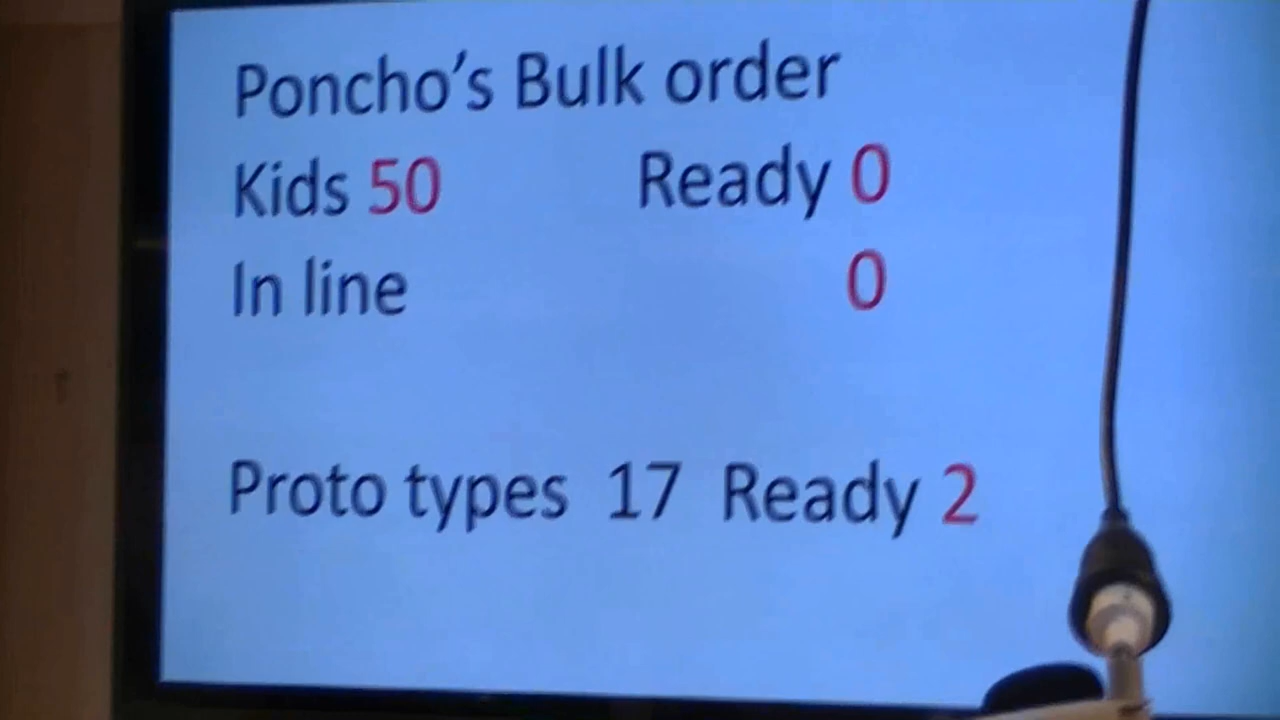 Poncho's Bulk order
Kids 50 Ready 0
In line 0
Proto types 17 Ready 2